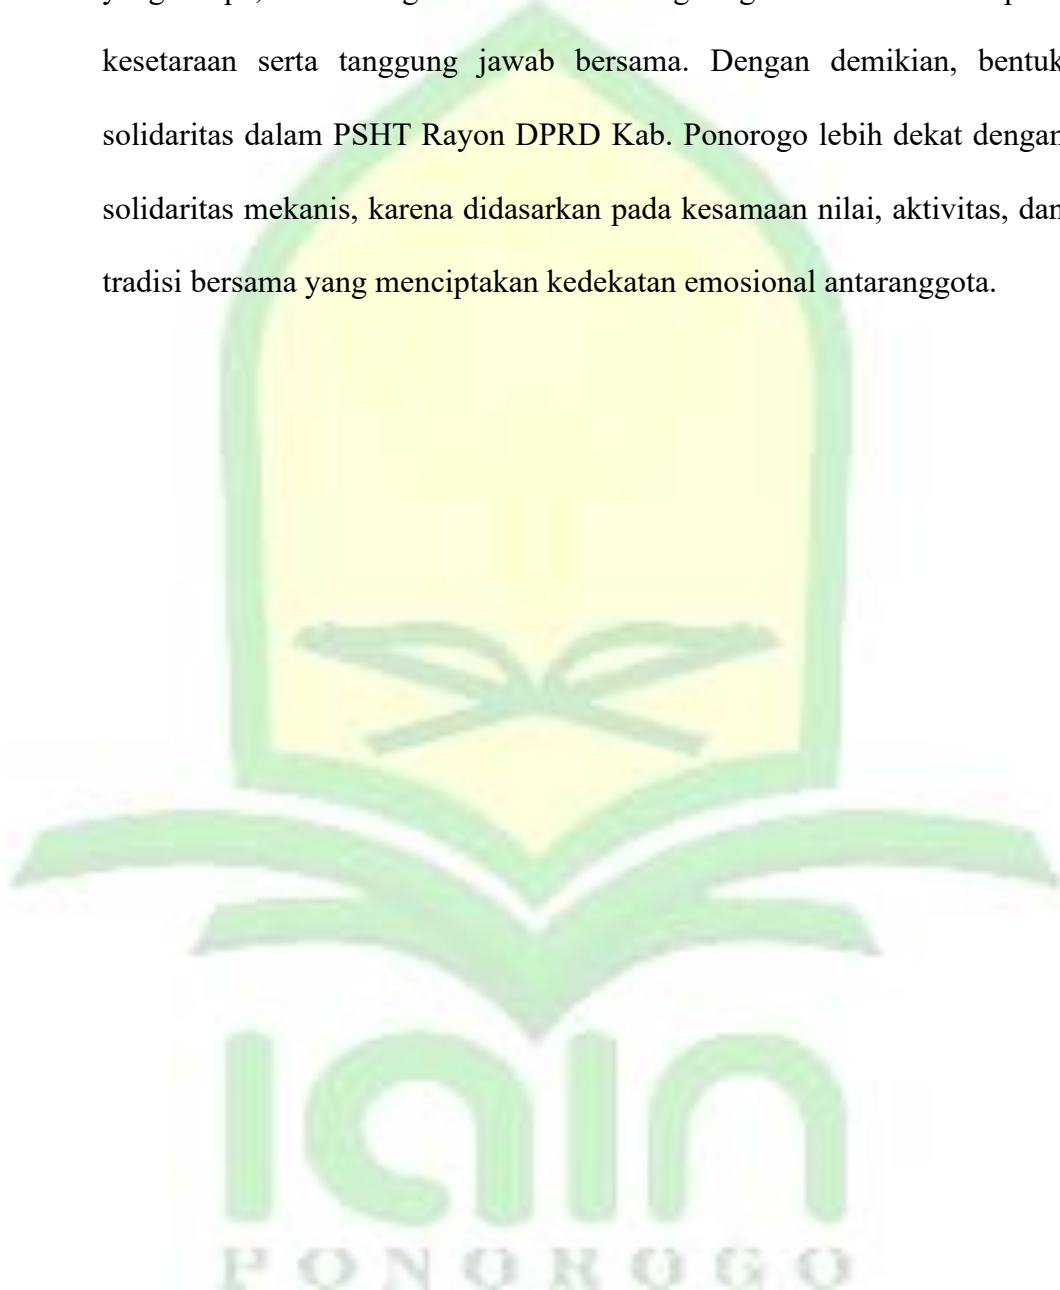 kesetaraan serta tanggung jawab bersama. Dengan demikian, bentuk
solidaritas dalam PSHT Rayon DPRD Kab. Ponorogo lebih dekat dengan
solidaritas mekanis, karena didasarkan pada kesamaan nilai, aktivitas, dan
tradisi bersama yang menciptakan kedekatan emosional antaranggota.
iain
PONOROGO